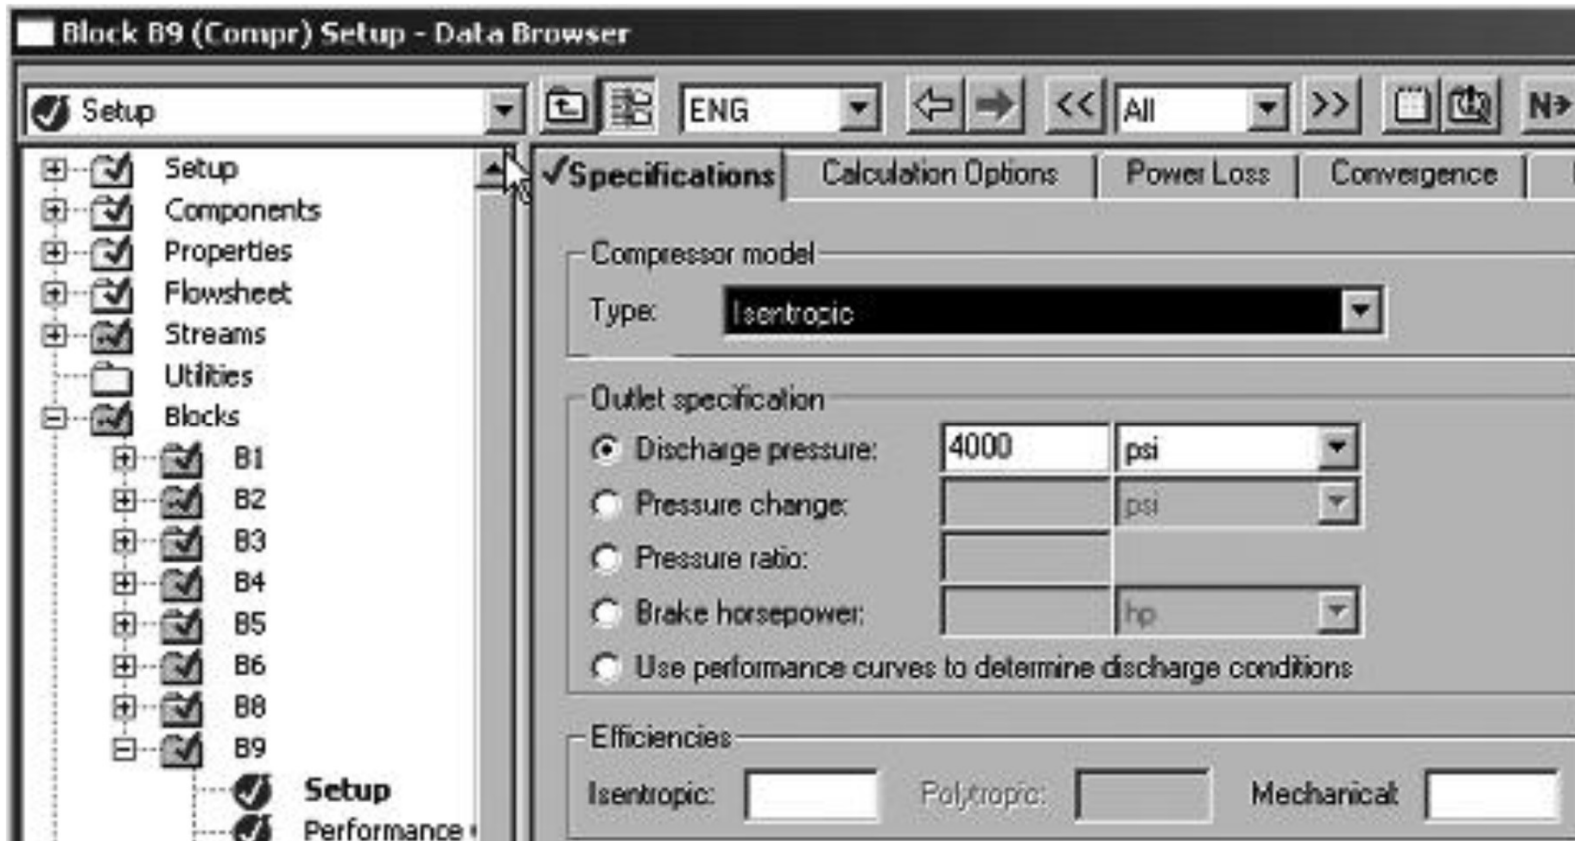 Block B9 (Compr) Setup - Data Browser
Setup ENG << All >> N
Setup
Components
Properties
Flowsheet
Streams
Utilities
Blocks
B1
B2
B3
B4
B5
B6
B8
B9
Setup
Performance
Specifications Calculation Options Power Loss Convergence
Compressor model
Type: Isentropic
Outlet specification
Discharge pressure: 4000 psi
Pressure change: psi
Pressure ratio:
Brake horsepower: hp
Use performance curves to determine discharge conditions
Efficiencies
Isentropic: Polytropic: Mechanical: